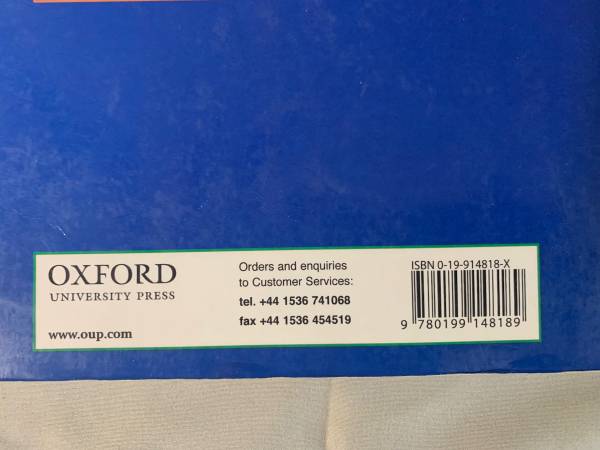 OXFORD
UNIVERSITY PRESS
www.oup.com
Orders and enquiries
to Customer Services:
tel. +44 1536 741068
fax +44 1536 454519
ISBN 0-19-914818-X
9 780199 148189